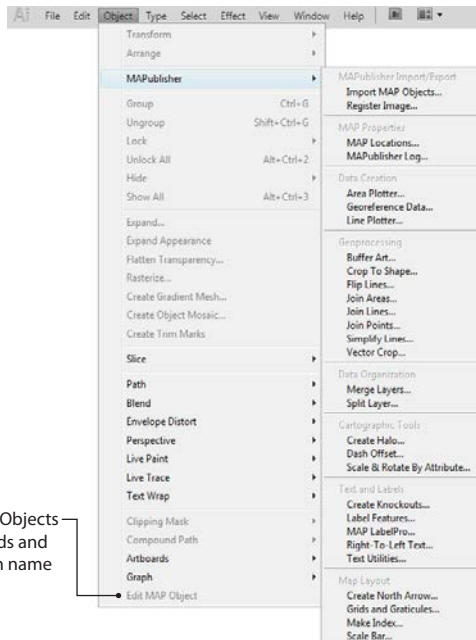 Ai File Edit Object Type Select Effect View Window Help Br
Transform
Arrange
MAPublisher
Group Ctrl+G
Ungroup Shift+Ctrl+G
Lock
Unlock All Alt+Ctrl+2
Hide
Show All Alt+Ctrl+3
Expand...
Expand Appearance
Flatten Transparency...
Rasterize...
Create Gradient Mesh...
Create Object Mosaic...
Create Trim Marks
Slice
Path
Blend
Envelope Distort
Perspective
Live Paint
Live Trace
Text Wrap
Clipping Mask
Compound Path
Artboards
Graph
Edit MAP Object
MAPublisher Import/Export
Import MAP Objects...
Register Image...
MAP Properties
MAP Locations...
MAPublisher Log...
Data Creation
Area Plotter...
Georeference Data...
Line Plotter...
Geoprocessing
Buffer Art...
Crop To Shape...
Flip Lines...
Join Areas...
Join Lines...
Join Points...
Simplify Lines...
Vector Crop...
Data Organization
Merge Layers...
Split Layer...
Cartographic Tools
Create Halo...
Dash Offset...
Scale & Rotate By Attribute...
Text and Labels
Create Knockouts...
Label Features...
MAP LabelPro...
Right-To-Left Text...
Text Utilities...
Map Layout
Create North Arrow...
Grids and Graticules...
Make Index...
Scale Bar...
Objects
ds and
n name